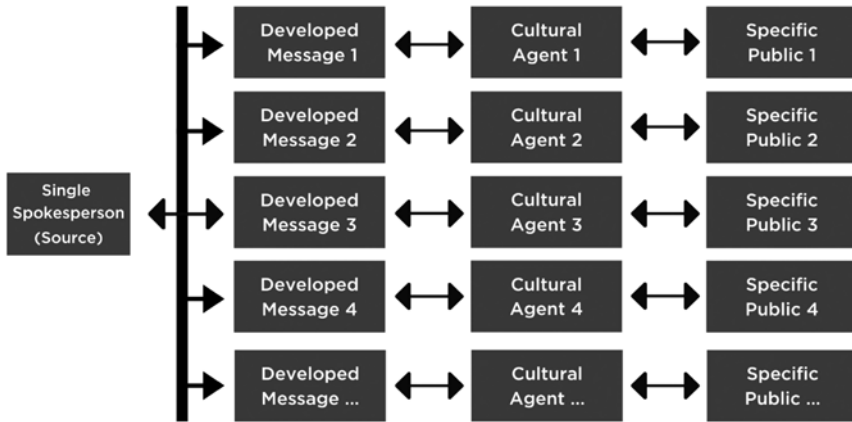 Single
Spokesperson
(Source)
Developed
Message 1
Cultural
Agent 1
Specific
Public 1
Developed
Message 2
Cultural
Agent 2
Specific
Public 2
Developed
Message 3
Cultural
Agent 3
Specific
Public 3
Developed
Message 4
Cultural
Agent 4
Specific
Public 4
Developed
Message ...
Cultural
Agent ...
Specific
Public ...